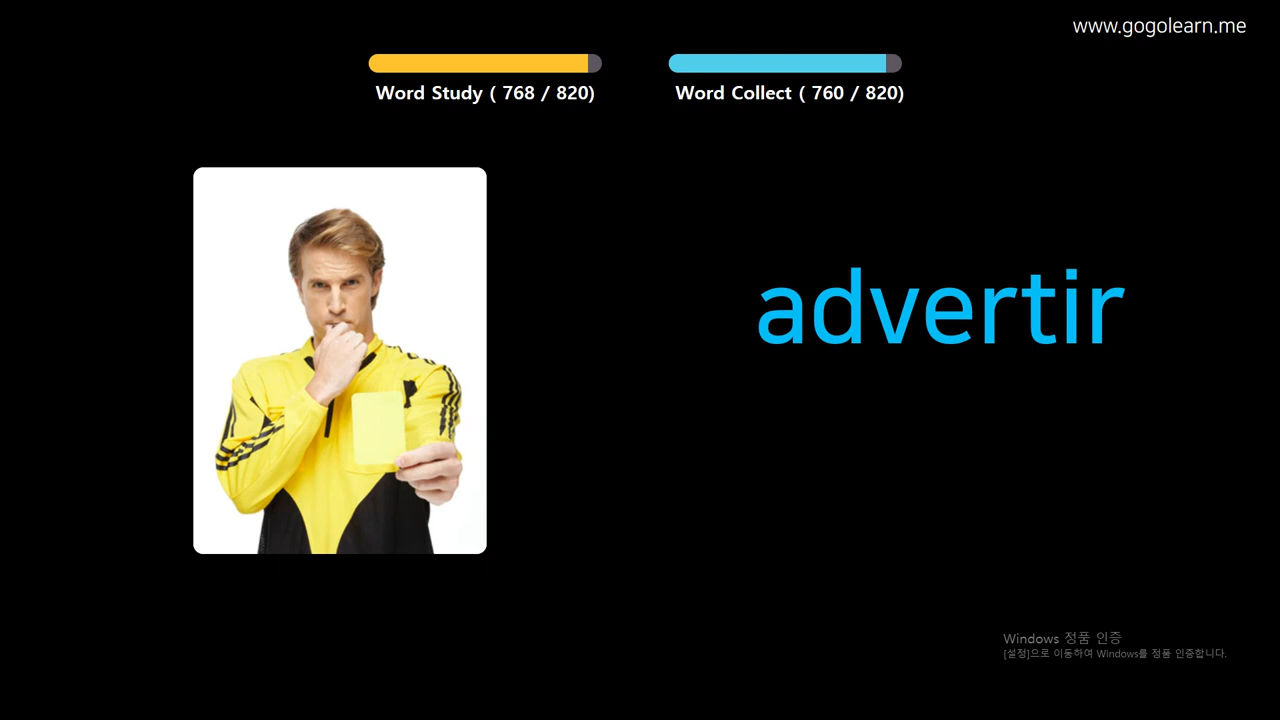 www.gogolearn.me
Word Study ( 768 / 820)
Word Collect ( 760 / 820)
advertir
Windows 정품 인증
[설정]으로 이동하여 Windows를 정품 인증합니다.